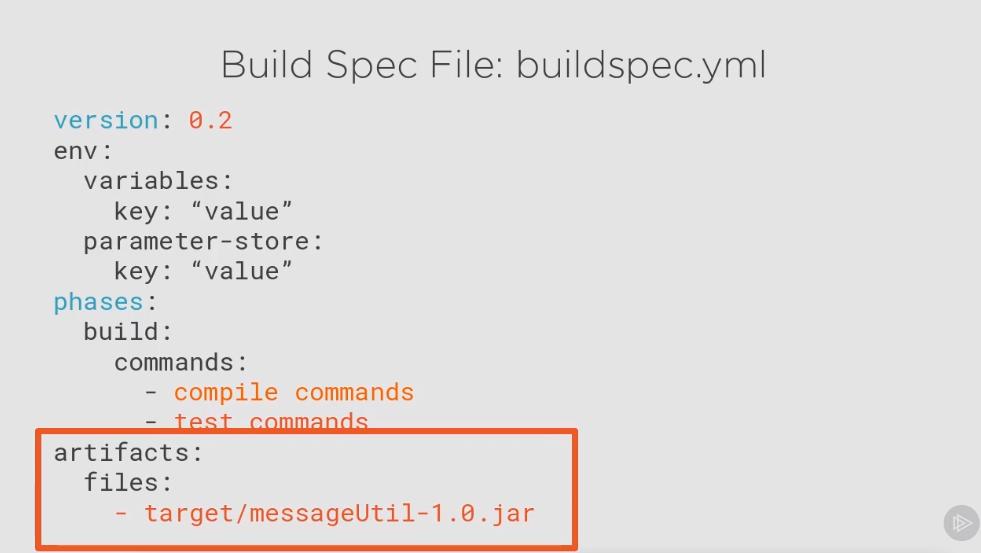 Build Spec File: buildspec.yml
version: 0.2
env:
  variables:
    key: “value”
  parameter-store:
    key: “value”
phases:
  build:
    commands:
      - compile commands
      - test commands
artifacts:
  files:
    - target/messageUtil-1.0.jar